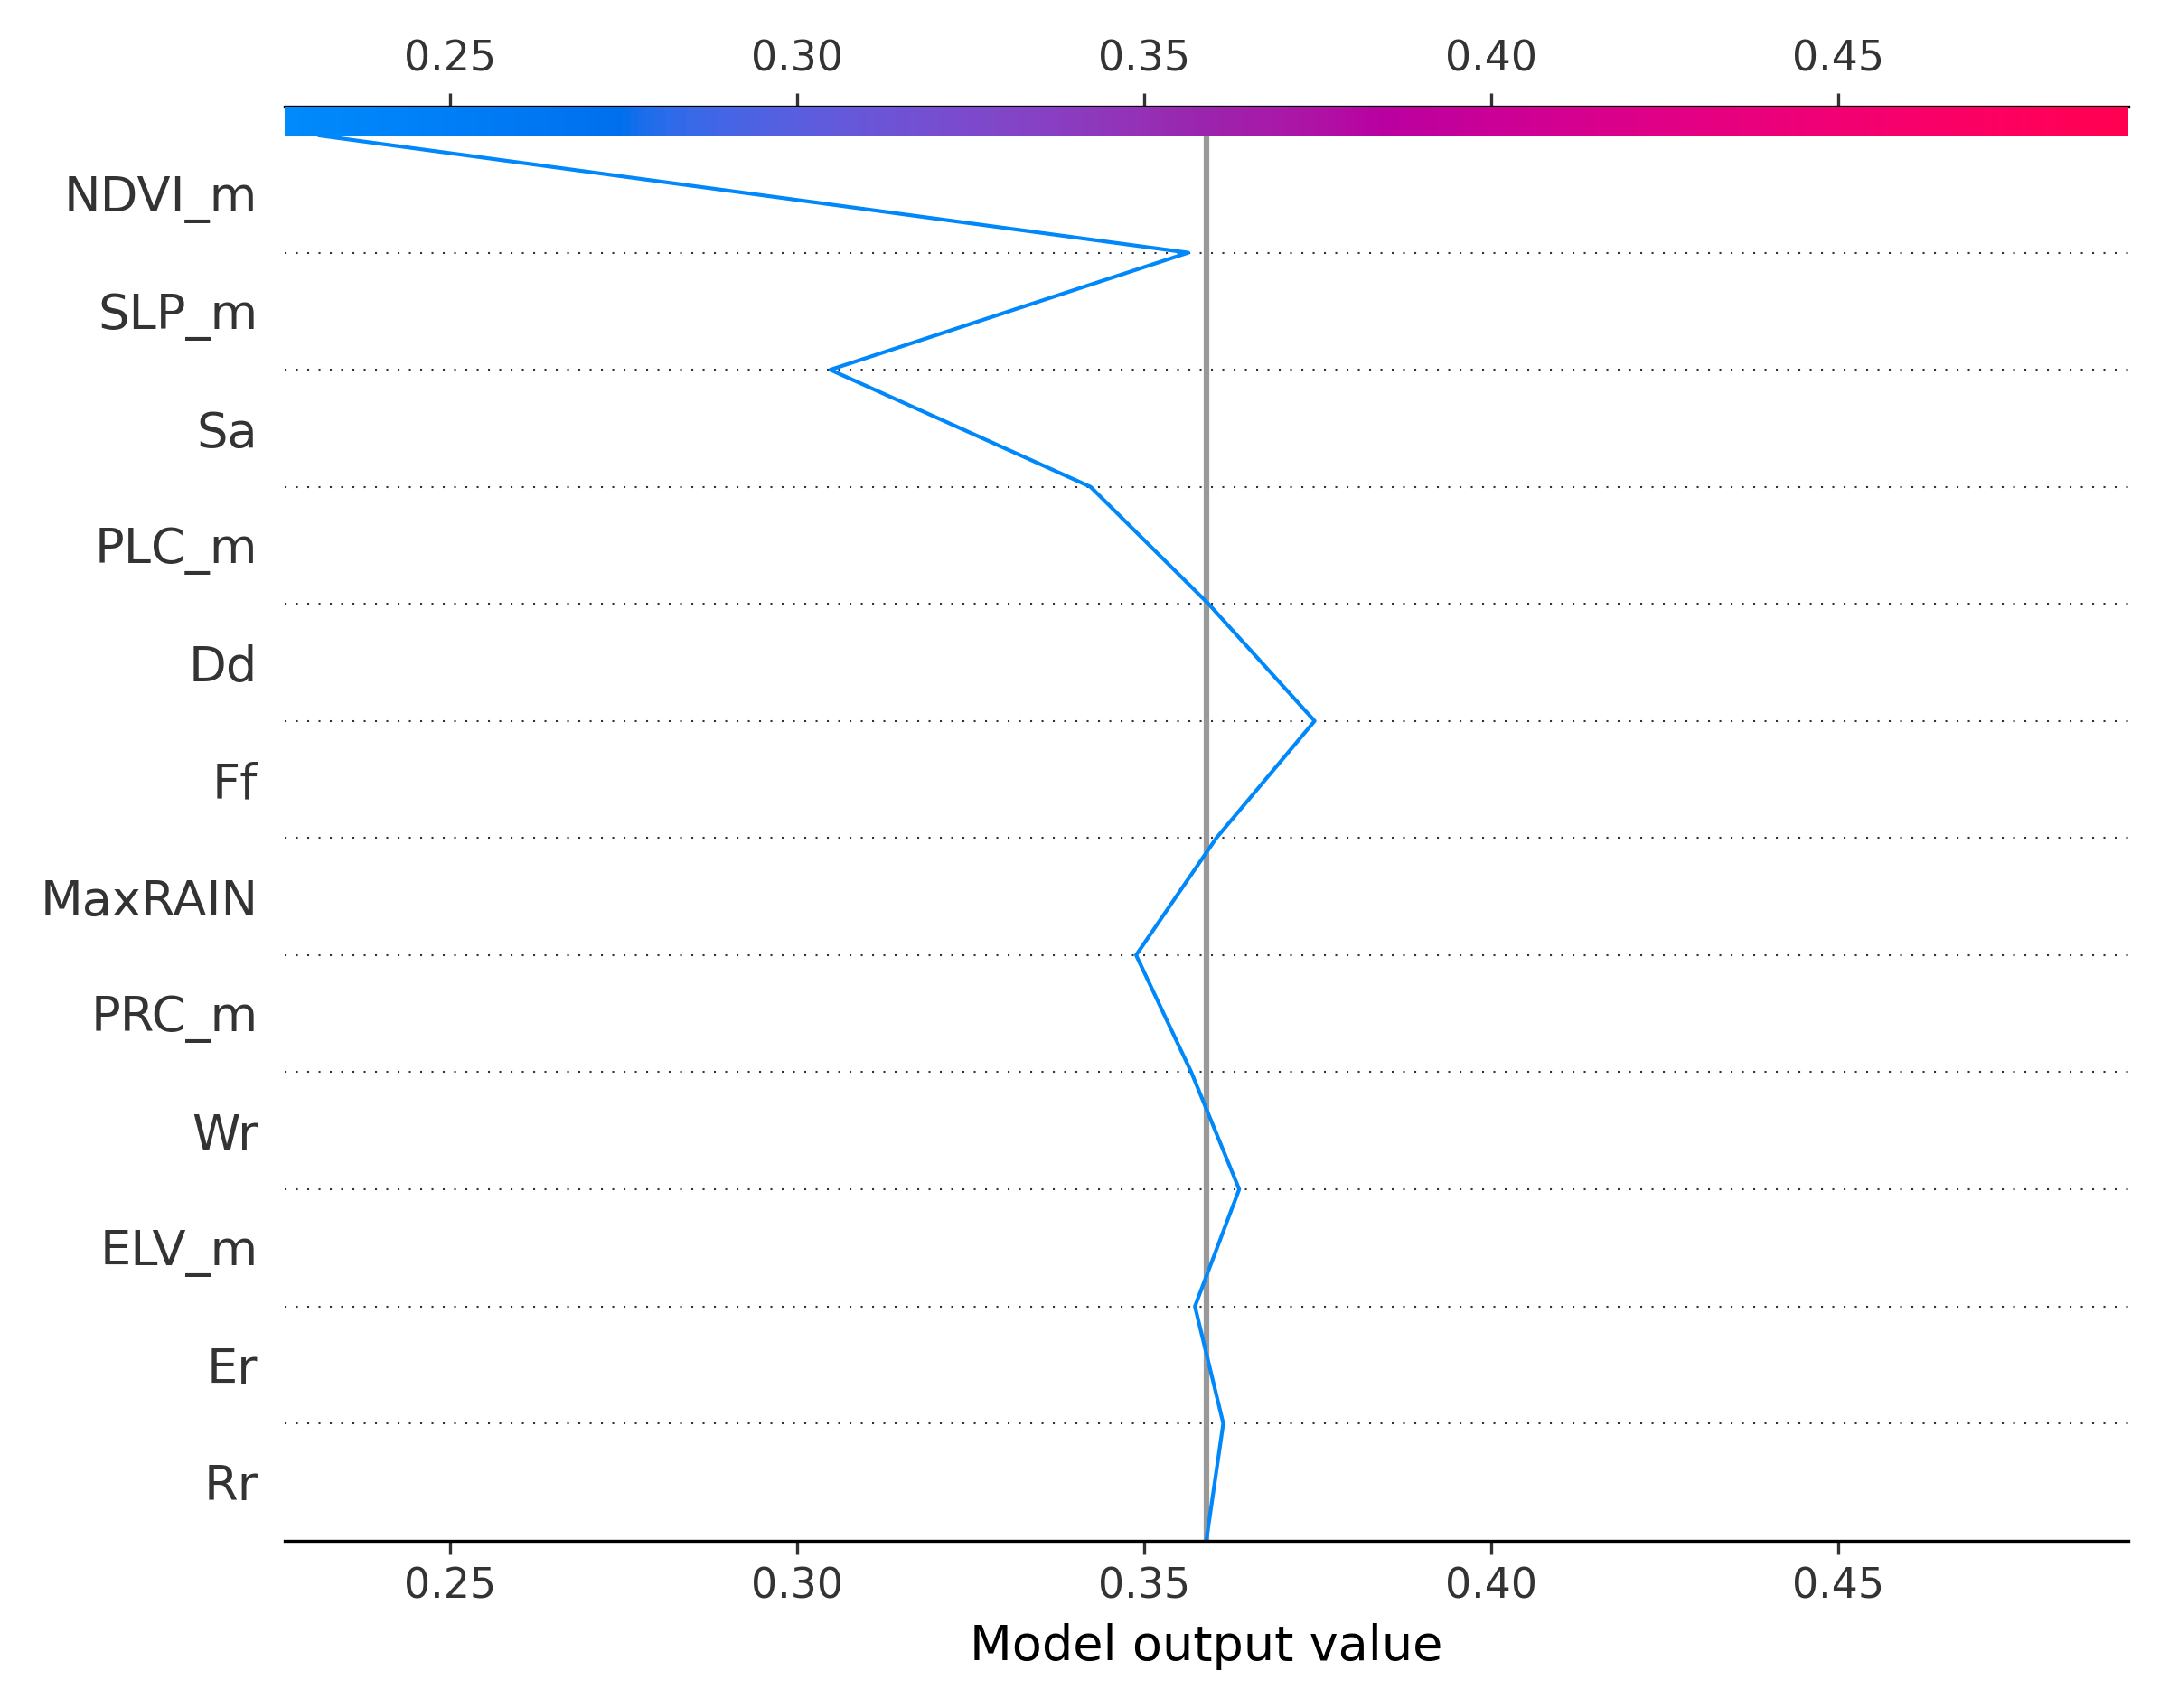 0.25 0.30 0.35 0.40 0.45
NDVI_m
SLP_m
Sa
PLC_m
Dd
Ff
MaxRAIN
PRC_m
Wr
ELV_m
Er
Rr
0.25 0.30 0.35 0.40 0.45
Model output value